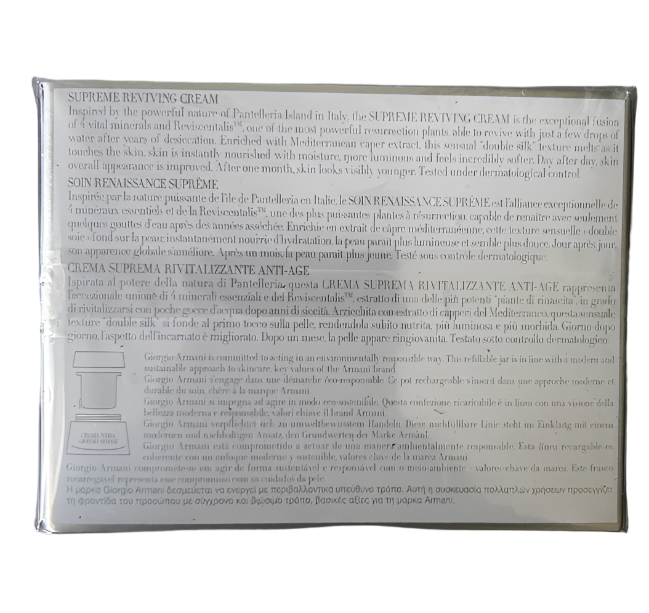 SUPREME REVIVING CREAM
Inspired by the powerful nature of Pantelleria Island in Italy, the SUPREME REVIVING CREAM is the exceptional fusion
of 4 vital minerals and Reviscentalis™, one of the most powerful resurrection plants, able to revive with just a few drops of
water after years of desiccation. Enriched with Mediterranean caper extract, this sensual "double silk" texture melts as it
touches the skin, skin is instantly nourished with moisture, more luminous and feels incredibly softer. Day after day, skin
overall appearance is improved. After one month, skin looks visibly younger. Tested under dermatological control.
SOIN RENAISSANCE SUPRÊME
Inspirée par la nature puissante de l'île de Pantelleria en Italie, le SOIN RENAISSANCE SUPRÊME est l'alliance exceptionnelle de
4 minéraux essentiels et de la Reviscentalis™, une des plus puissantes plantes à résurrection, capable de renaître avec seulement
quelques gouttes d'eau après des années asséchée. Enrichie en extrait de câpre méditerranéenne, cette texture sensuelle « double
soie » fond sur la peau; instantanément nourrie d'hydratation, la peau parait plus lumineuse et semble plus douce. Jour après jour,
son apparence globale s'améliore. Après un mois, la peau parait plus jeune. Testé sous contrôle dermatologique.
CREMA SUPREMA RIVITALIZZANTE ANTI-AGE
Ispirata al potere della natura di Pantelleria, questa CREMA SUPREMA RIVITALIZZANTE ANTI-AGE rappresenta
l'eccezionale unione di 4 minerali essenziali e del Reviscentalis™, estratto di una delle più potenti "piante di rinascita", in grado
di rivitalizzarsi con poche gocce d'acqua dopo anni di siccità. Arricchita con estratto di capperi del Mediterraneo, questa sensuale
texture "double silk" si fonde al primo tocco sulla pelle, rendendola subito nutrita, più luminosa e più morbida. Giorno dopo
giorno, l'aspetto dell'incarnato è migliorato. Dopo un mese, la pelle appare ringiovanita. Testato sotto controllo dermatologico.
Giorgio Armani is committed to acting in an environmentally responsible way. The refillable jar is in line with a modern and
sustainable approach to skincare, key values of the Armani brand.
Giorgio Armani s'engage dans une démarche éco-responsable. Ce pot rechargeable s'inscrit dans une approche moderne et
durable du soin, chère à la marque Armani.
Giorgio Armani si impegna ad agire in modo eco-sostenibile. Questa confezione ricaricabile è in linea con una visione della
bellezza moderna e responsabile, valori chiave il brand Armani.
Giorgio Armani verpflichtet sich zu umweltbewusstem Handeln. Diese nachfüllbare Linie steht im Einklang mit einem
modernen und nachhaltigen Ansatz, den Grundwerten der Marke Armani.
Giorgio Armani está comprometido a actuar de una manera ambientalmente responsable. Esta línea recargable es
coherente con un enfoque moderno y sostenible, valores clave de la marca Armani.
Giorgio Armani compromete-se em agir de forma sustentável e responsável com o meio ambiente : valores-chave da marca. Este frasco
recarregável representa esse compromisso com os cuidados da pele.
Η μάρκα Giorgio Armani δεσμεύεται να ενεργεί με περιβαλλοντικά υπεύθυνο τρόπο. Αυτή η συσκευασία πολλαπλών χρήσεων προσεγγίζει
τη φροντίδα του προσώπου με σύγχρονο και βιώσιμο τρόπο, βασικές αξίες για τη μάρκα Armani.
CREMA NERA
GIORGIO ARMANI